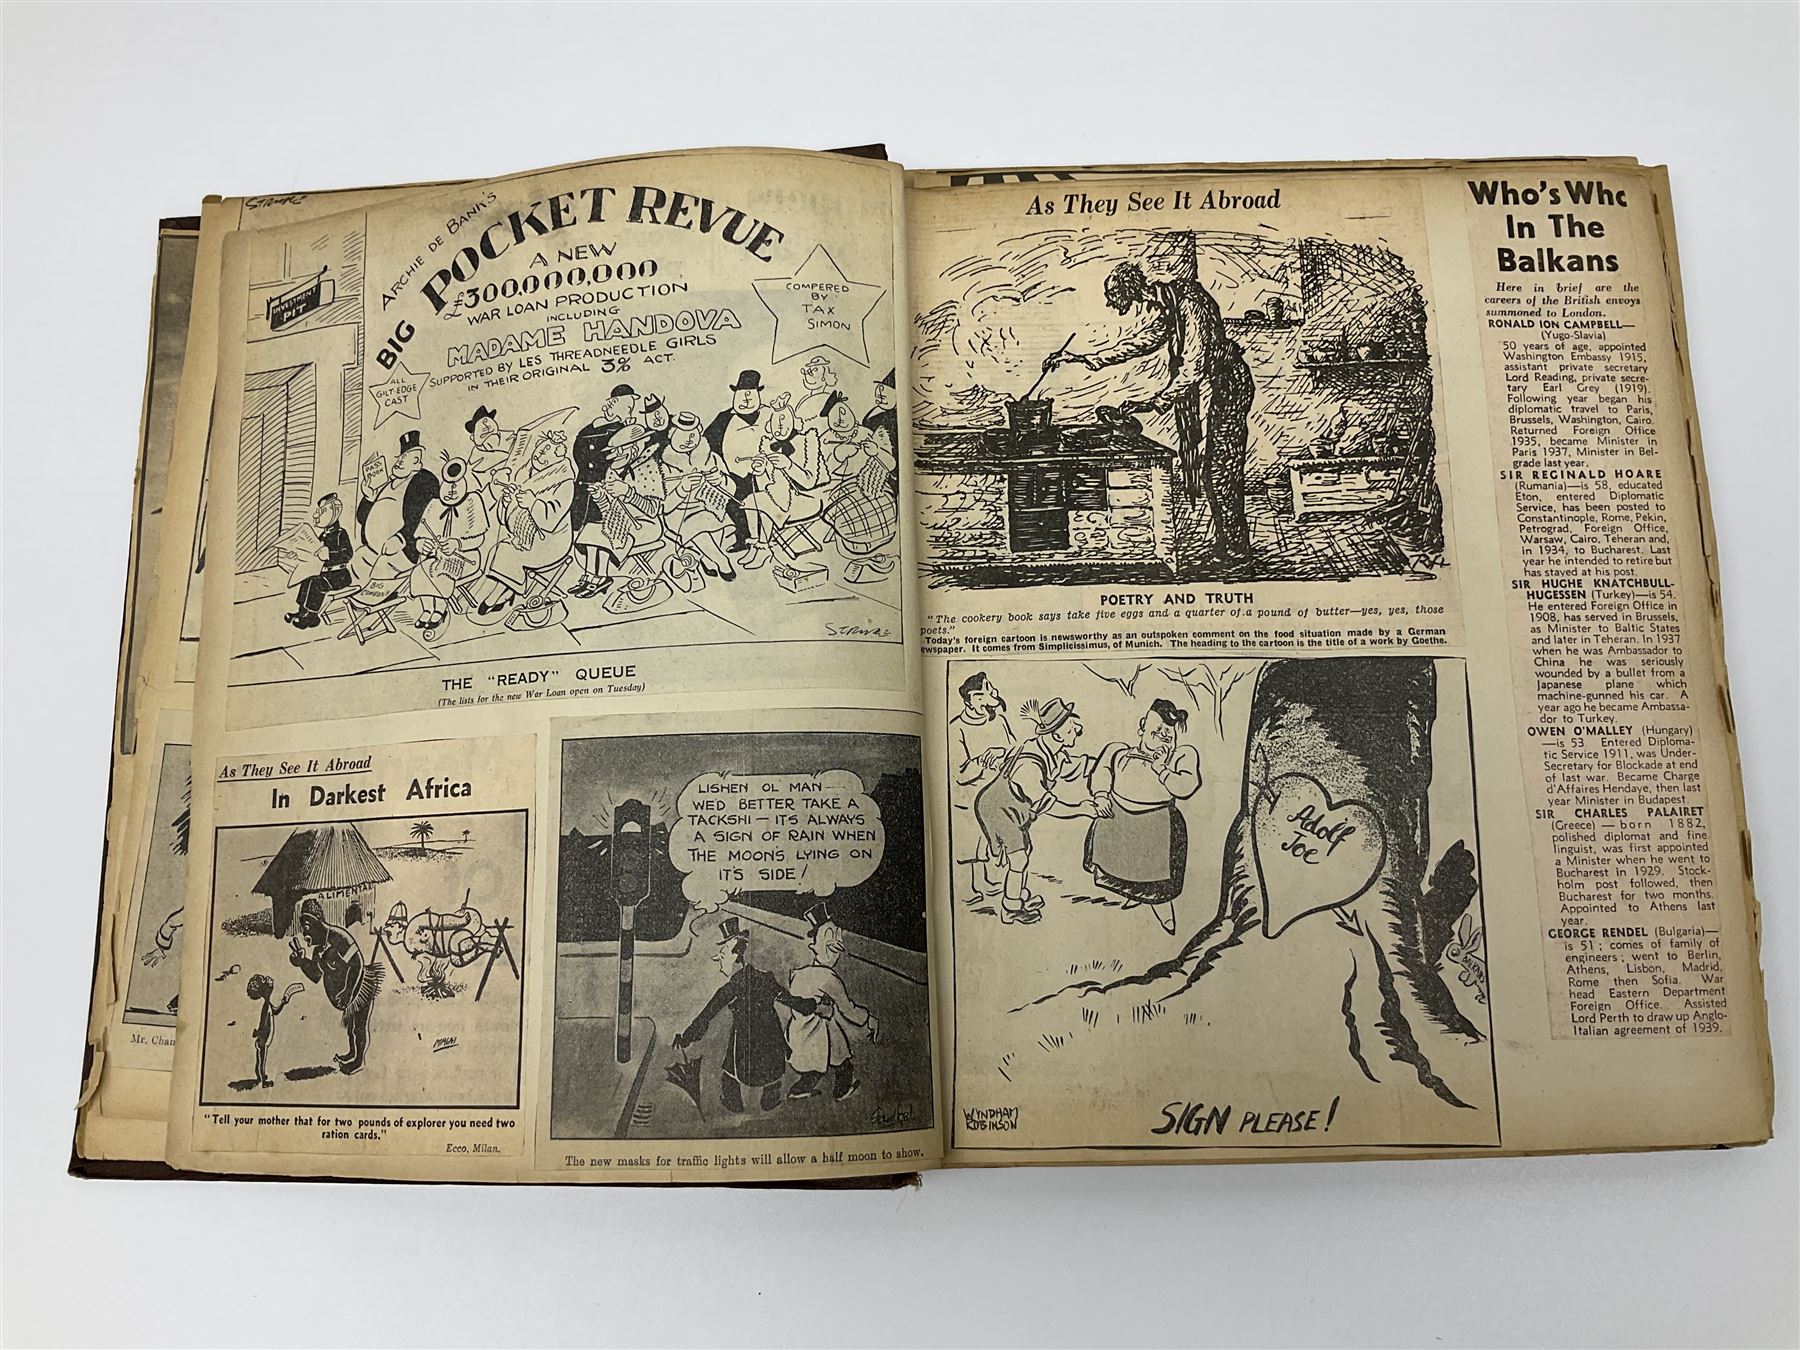 STRUBE
ARCHIE DE BANK'S
BIG POCKET REVUE
A NEW
£300,000,000
WAR LOAN PRODUCTION
INCLUDING
MADAME HANDOVA
SUPPORTED BY LES THREADNEEDLE GIRLS
IN THEIR ORIGINAL 3% ACT.
COMPERED
BY
TAX
SIMON
ALL
GILT-EDGE
CAST
INVESTMENT
PIT
PASS
BOOK
BIG
COMPANY
STRUBE
THE "READY" QUEUE
(The lists for the new War Loan open on Tuesday)
As They See It Abroad
In Darkest Africa
ALIMENTARI
"Tell your mother that for two pounds of explorer you need two
ration cards."
Ecco, Milan.
Mr. Chan
LISHEN OL MAN—
WE'D BETTER TAKE A
TACKSHI — IT'S ALWAYS
A SIGN OF RAIN WHEN
THE MOON'S LYING ON
IT'S SIDE!
The new masks for traffic lights will allow a half moon to show.
As They See It Abroad
POETRY AND TRUTH
"The cookery book says take five eggs and a quarter of a pound of butter—yes, yes, those
poets."
Today's foreign cartoon is newsworthy as an outspoken comment on the food situation made by a German
ewspaper. It comes from Simplicissimus, of Munich. The heading to the cartoon is the title of a work by Goethe.
Adolf
Joe
BALKANS
WYNDHAM
ROBINSON
SIGN PLEASE!
Who's Who
In The
Balkans
Here in brief are the
careers of the British envoys
summoned to London.
RONALD ION CAMPBELL—
(Yugo-Slavia)
50 years of age, appointed
Washington Embassy 1915,
assistant private secretary
Lord Reading, private secre-
tary Earl Grey (1919).
Following year began his
diplomatic travel to Paris,
Brussels, Washington, Cairo.
Returned Foreign Office
1935, became Minister in
Paris 1937, Minister in Bel-
grade last year.
SIR REGINALD HOARE
(Rumania)—is 58, educated
Eton, entered Diplomatic
Service, has been posted to
Constantinople, Rome, Pekin,
Petrograd, Foreign Office,
Warsaw, Cairo, Teheran and,
in 1934, to Bucharest. Last
year he intended to retire but
has stayed at his post.
SIR HUGHE KNATCHBULL-
HUGESSEN (Turkey)—is 54.
He entered Foreign Office in
1908, has served in Brussels,
as Minister to Baltic States
and later in Teheran. In 1937
when he was Ambassador to
China he was seriously
wounded by a bullet from a
Japanese plane which
machine-gunned his car. A
year ago he became Ambassa-
dor to Turkey.
OWEN O'MALLEY (Hungary)
—is 53 Entered Diploma-
tic Service 1911, was Under-
Secretary for Blockade at end
of last war. Became Charge
d'Affaires Hendaye, then last
year Minister in Budapest.
SIR CHARLES PALAIRET
(Greece) — born 1882,
polished diplomat and fine
linguist, was first appointed
a Minister when he went to
Bucharest in 1929. Stock-
holm post followed, then
Bucharest for two months.
Appointed to Athens last
year.
GEORGE RENDEL (Bulgaria)—
is 51; comes of family of
engineers; went to Berlin,
Athens, Lisbon, Madrid,
Rome then Sofia. War
head Eastern Department
Foreign Office. Assisted
Lord Perth to draw up Anglo-
Italian agreement of 1939.